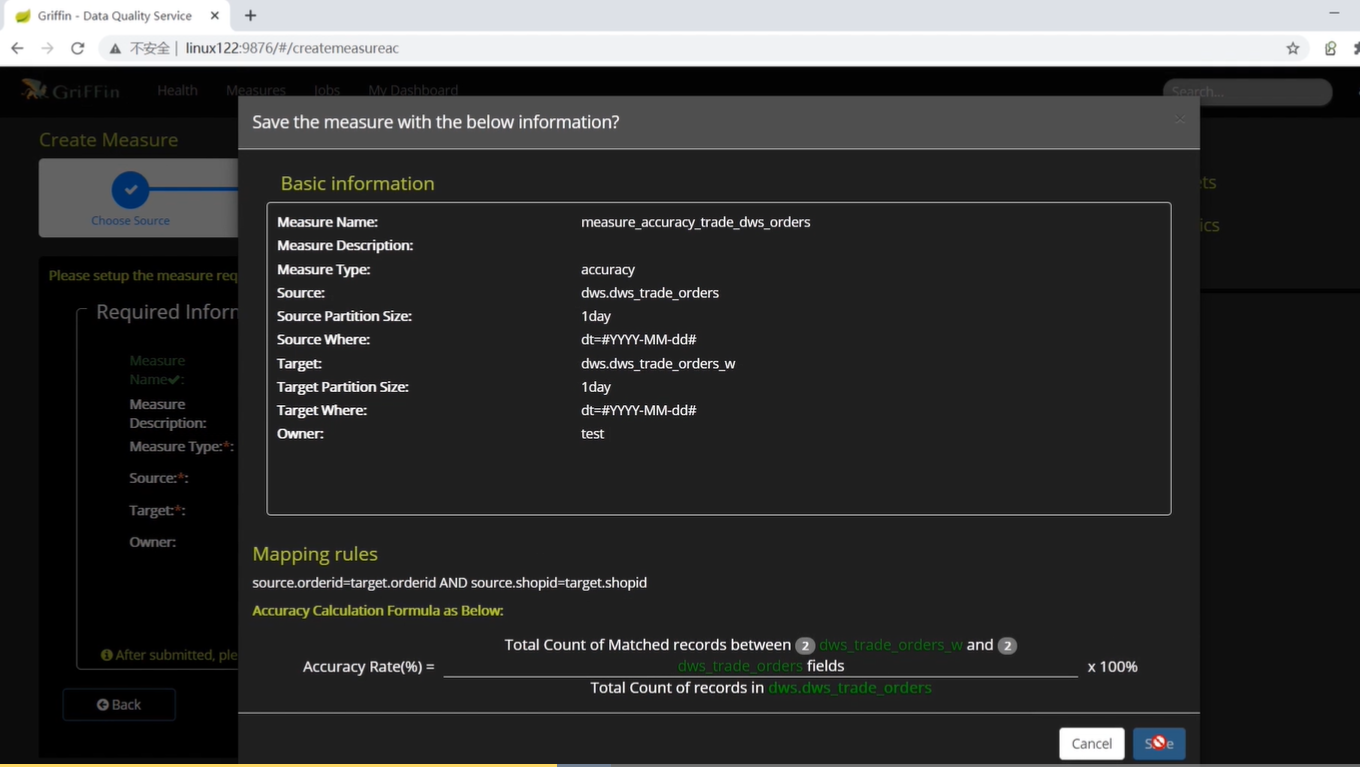 Griffin - Data Quality Service
不安全 | linux122:9876/#/createmeasureac
GriFFin Health Measures Jobs My Dashboard Search...
Save the measure with the below information?
Create Measure
Choose Source
Basic information
ets
ics
Measure Name: measure_accuracy_trade_dws_orders
Measure Description:
Measure Type: accuracy
Source: dws.dws_trade_orders
Source Partition Size: 1day
Source Where: dt=#YYYY-MM-dd#
Target: dws.dws_trade_orders_w
Target Partition Size: 1day
Target Where: dt=#YYYY-MM-dd#
Owner: test
Please setup the measure req
Required Inforn
Measure
Name✔:
Measure
Description:
Measure Type:*:
Source:*:
Target:*:
Owner:
After submitted, ple
Back
Mapping rules
source.orderid=target.orderid AND source.shopid=target.shopid
Accuracy Calculation Formula as Below:
Total Count of Matched records between 2 dws_trade_orders_w and 2
dws_trade_orders fields
Accuracy Rate(%) = x 100%
Total Count of records in dws.dws_trade_orders
Cancel